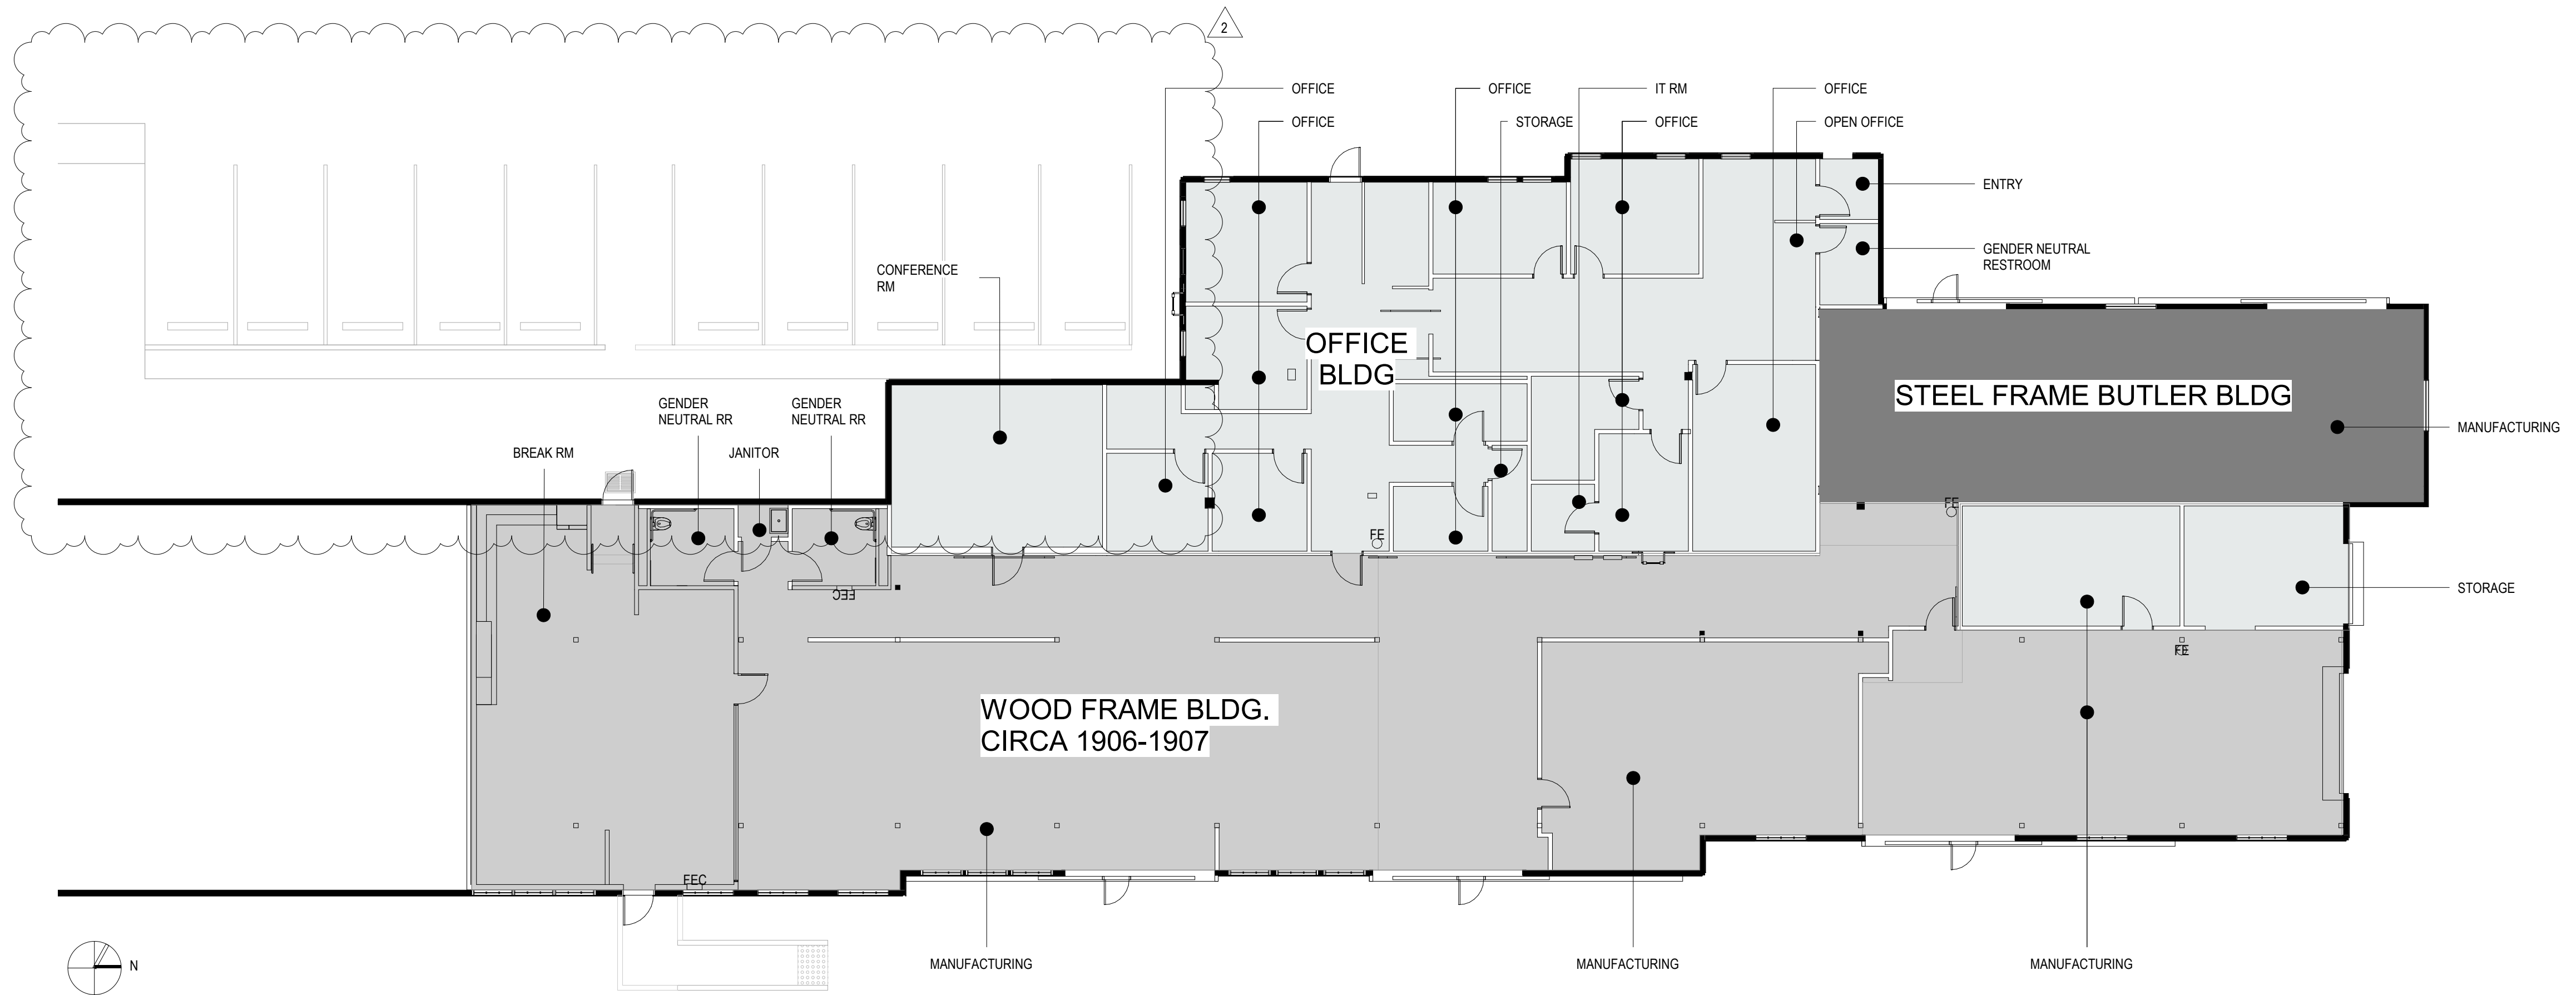 2
OFFICE
OFFICE
IT RM
OFFICE
OFFICE
STORAGE
OFFICE
OPEN OFFICE
ENTRY
GENDER NEUTRAL
RESTROOM
CONFERENCE
RM
OFFICE
BLDG
STEEL FRAME BUTLER BLDG
GENDER
NEUTRAL RR
GENDER
NEUTRAL RR
MANUFACTURING
BREAK RM
JANITOR
FE
FE
STORAGE
FEC
FE
WOOD FRAME BLDG.
CIRCA 1906-1907
FEC
N
MANUFACTURING
MANUFACTURING
MANUFACTURING